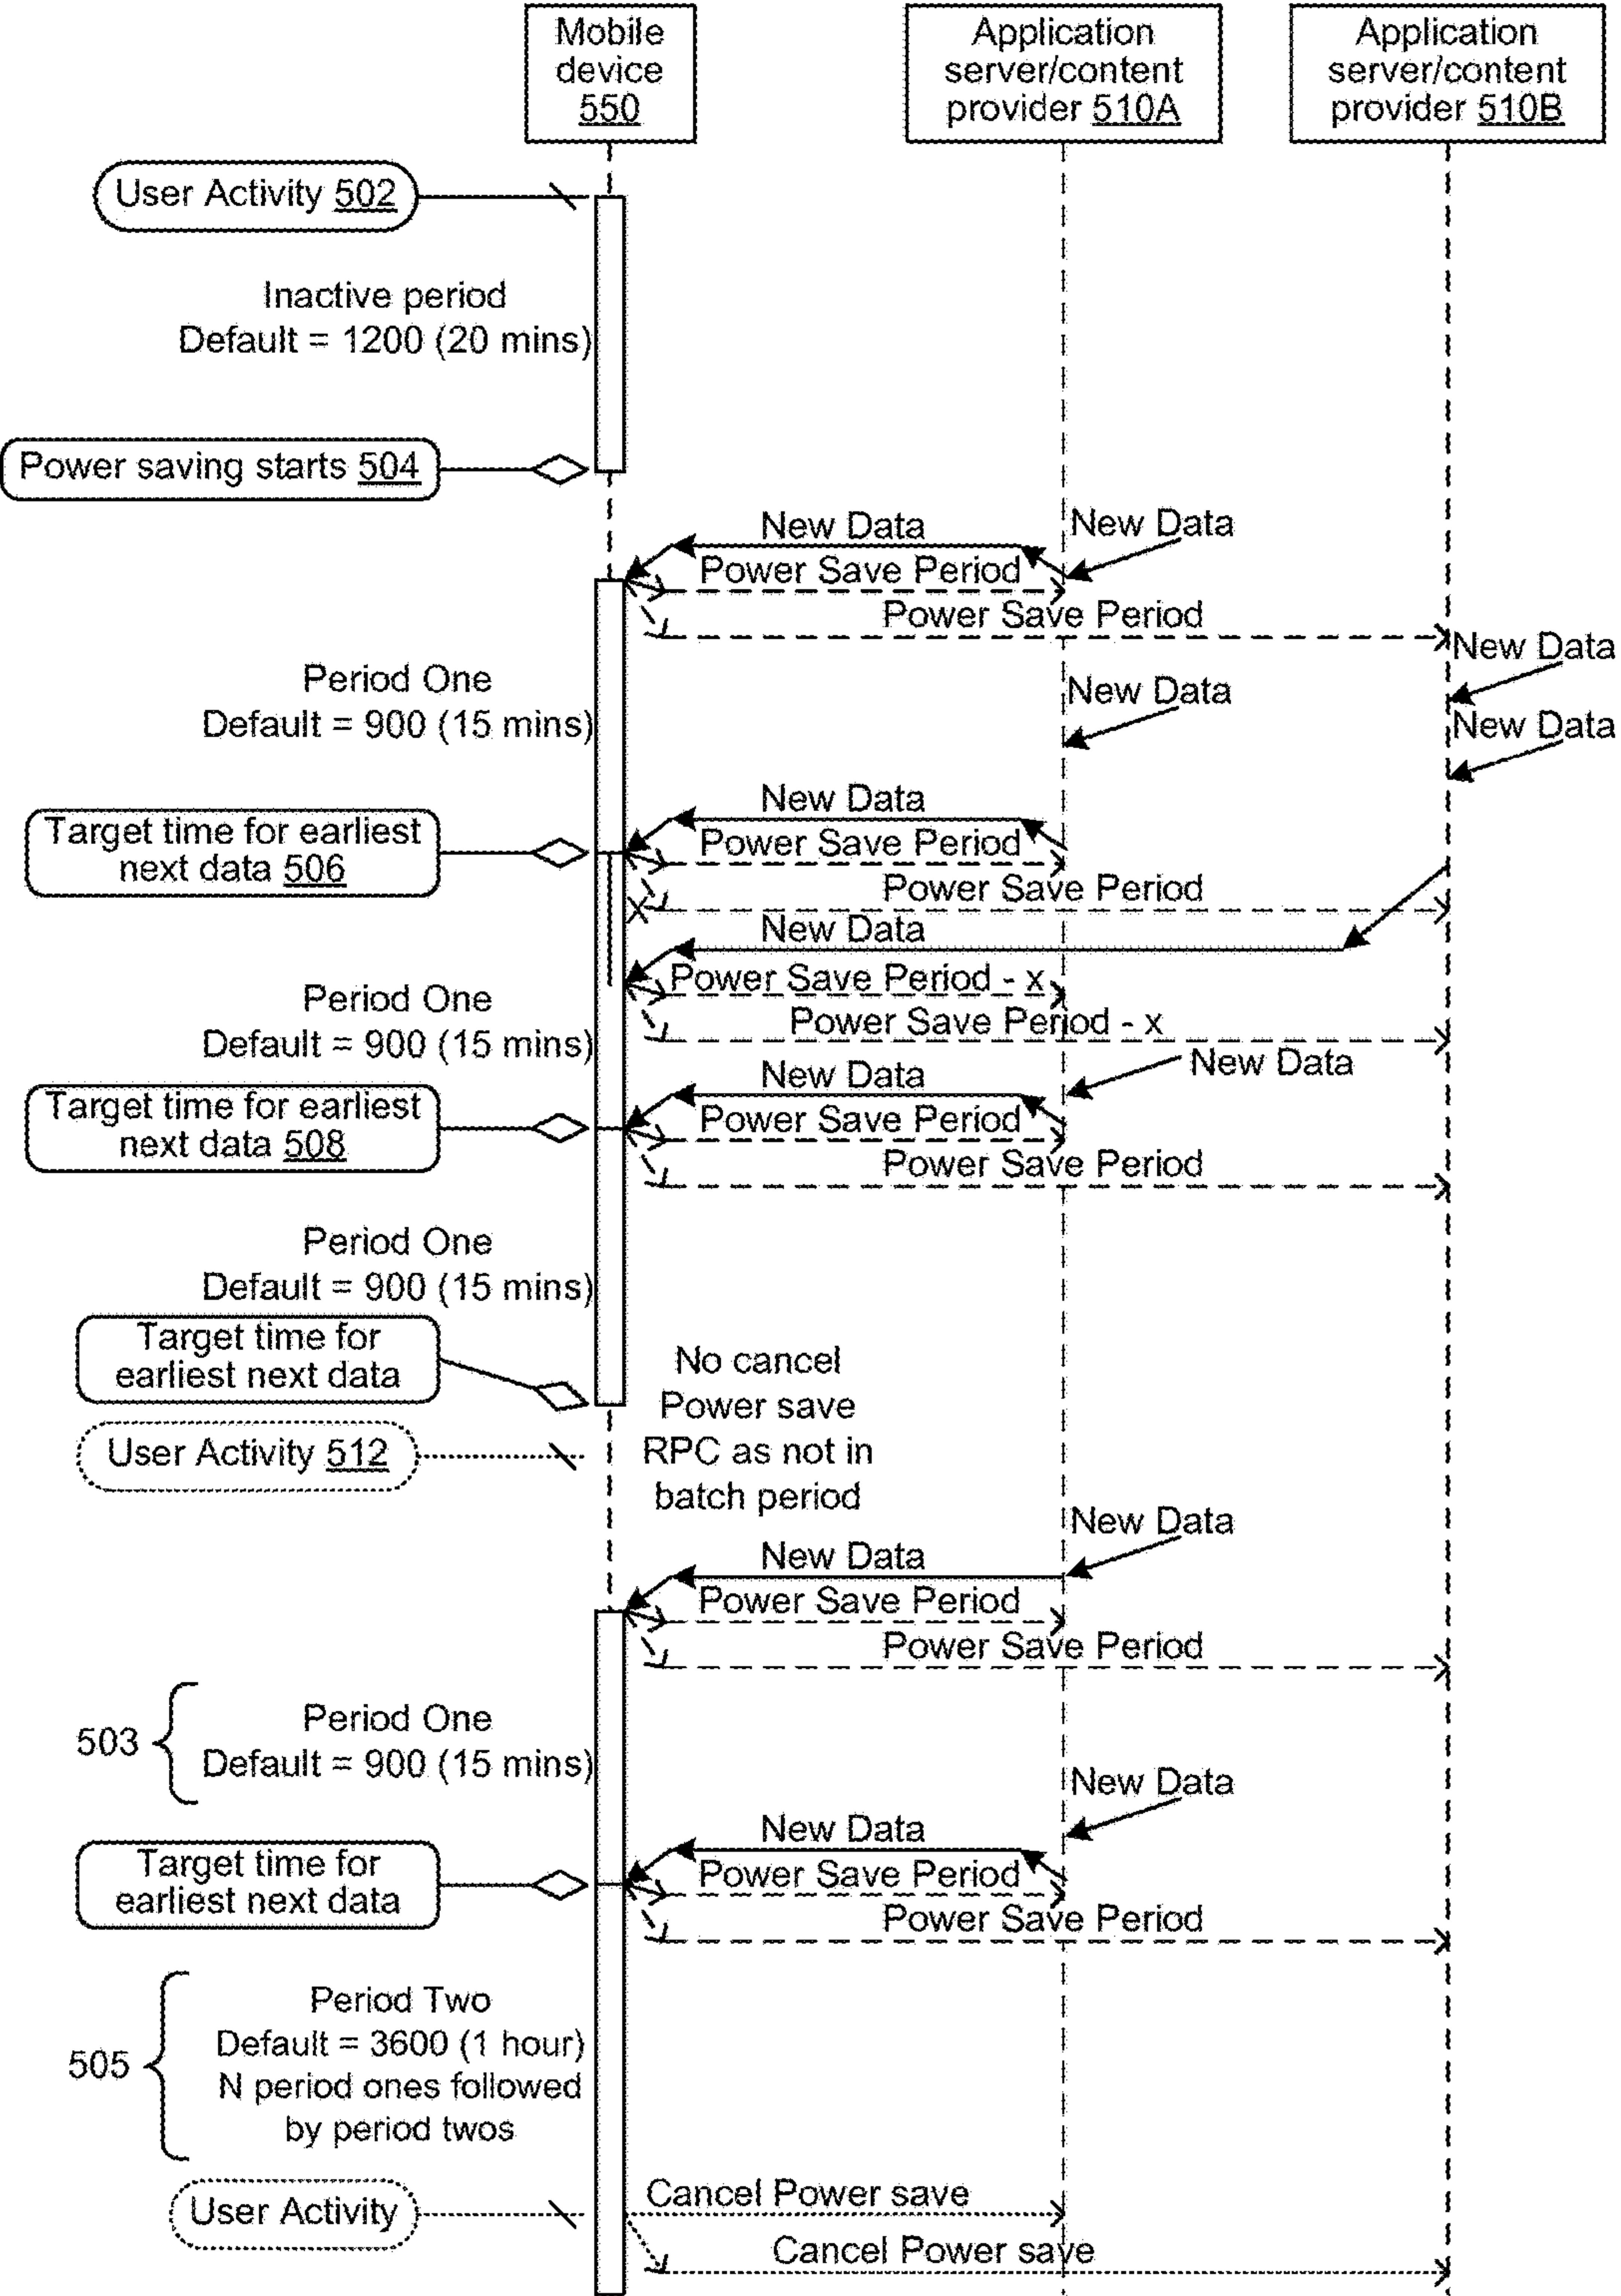 Mobile
device
550
Application
server/content
provider 510A
Application
server/content
provider 510B
User Activity 502
Inactive period
Default = 1200 (20 mins)
Power saving starts 504
New Data
New Data
Power Save Period
Power Save Period
New Data
Period One
Default = 900 (15 mins)
New Data
New Data
Target time for earliest
next data 506
New Data
Power Save Period
Power Save Period
X
New Data
Power Save Period - x
Power Save Period - x
Period One
Default = 900 (15 mins)
New Data
Target time for earliest
next data 508
New Data
Power Save Period
Power Save Period
Period One
Default = 900 (15 mins)
Target time for
earliest next data
No cancel
Power save
RPC as not in
batch period
User Activity 512
New Data
New Data
Power Save Period
Power Save Period
503
Period One
Default = 900 (15 mins)
New Data
Target time for
earliest next data
New Data
Power Save Period
Power Save Period
505
Period Two
Default = 3600 (1 hour)
N period ones followed
by period twos
User Activity
Cancel Power save
Cancel Power save